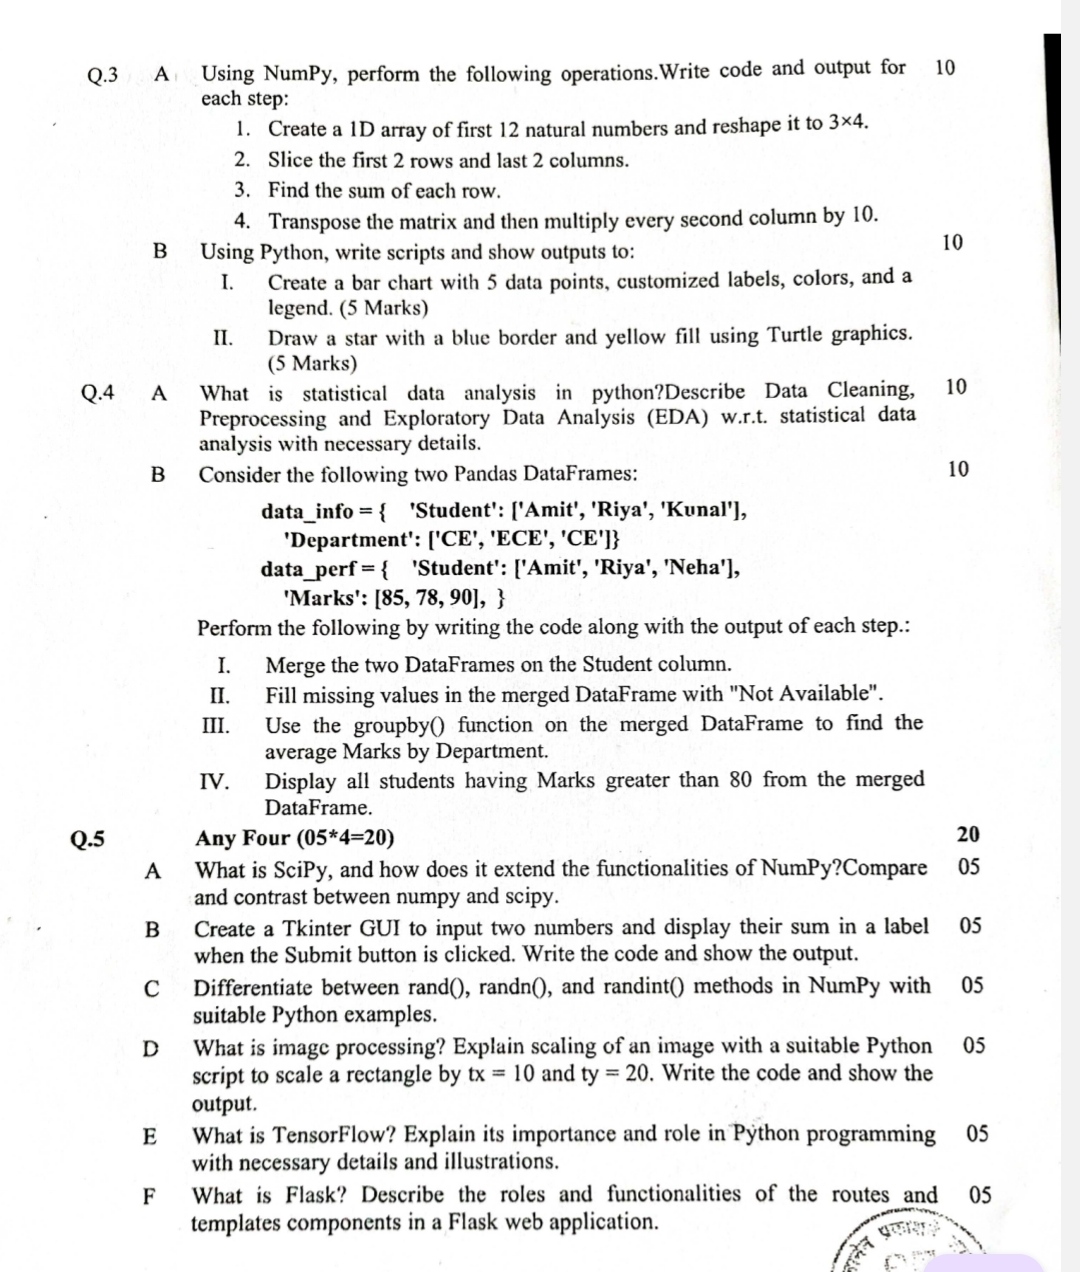 Q.3 A Using NumPy, perform the following operations.Write code and output for 10
each step:
1. Create a 1D array of first 12 natural numbers and reshape it to 3×4.
2. Slice the first 2 rows and last 2 columns.
3. Find the sum of each row.
4. Transpose the matrix and then multiply every second column by 10.
B Using Python, write scripts and show outputs to: 10
I. Create a bar chart with 5 data points, customized labels, colors, and a
legend. (5 Marks)
II. Draw a star with a blue border and yellow fill using Turtle graphics.
(5 Marks)
Q.4 A What is statistical data analysis in python?Describe Data Cleaning, 10
Preprocessing and Exploratory Data Analysis (EDA) w.r.t. statistical data
analysis with necessary details.
B Consider the following two Pandas DataFrames: 10
data_info = { 'Student': ['Amit', 'Riya', 'Kunal'],
'Department': ['CE', 'ECE', 'CE']}
data_perf = { 'Student': ['Amit', 'Riya', 'Neha'],
'Marks': [85, 78, 90], }
Perform the following by writing the code along with the output of each step.:
I. Merge the two DataFrames on the Student column.
II. Fill missing values in the merged DataFrame with "Not Available".
III. Use the groupby() function on the merged DataFrame to find the
average Marks by Department.
IV. Display all students having Marks greater than 80 from the merged
DataFrame.
Q.5 Any Four (05*4=20) 20
A What is SciPy, and how does it extend the functionalities of NumPy?Compare 05
and contrast between numpy and scipy.
B Create a Tkinter GUI to input two numbers and display their sum in a label 05
when the Submit button is clicked. Write the code and show the output.
C Differentiate between rand(), randn(), and randint() methods in NumPy with 05
suitable Python examples.
D What is image processing? Explain scaling of an image with a suitable Python 05
script to scale a rectangle by tx = 10 and ty = 20. Write the code and show the
output.
E What is TensorFlow? Explain its importance and role in Python programming 05
with necessary details and illustrations.
F What is Flask? Describe the roles and functionalities of the routes and 05
templates components in a Flask web application.